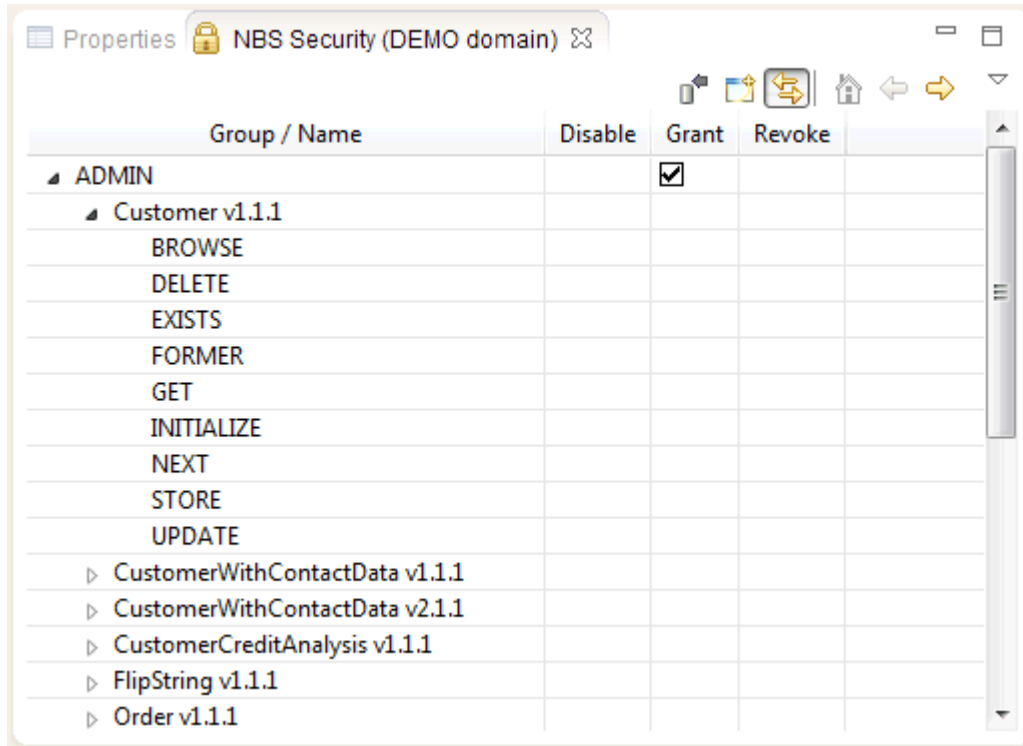 Properties NBS Security (DEMO domain)
Group / Name Disable Grant Revoke
ADMIN
Customer v1.1.1
BROWSE
DELETE
EXISTS
FORMER
GET
INITIALIZE
NEXT
STORE
UPDATE
CustomerWithContactData v1.1.1
CustomerWithContactData v2.1.1
CustomerCreditAnalysis v1.1.1
FlipString v1.1.1
Order v1.1.1